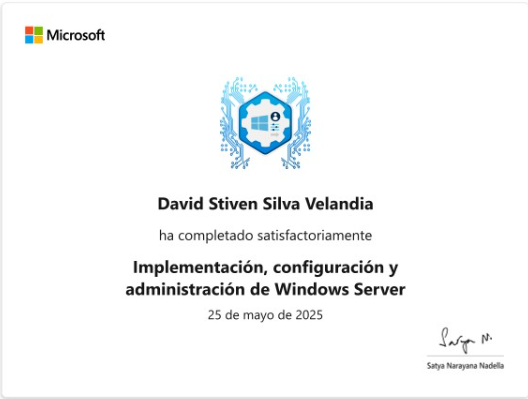 Microsoft
David Stiven Silva Velandia
ha completado satisfactoriamente
Implementación, configuración y
administración de Windows Server
25 de mayo de 2025
Satya N.
Satya Narayana Nadella